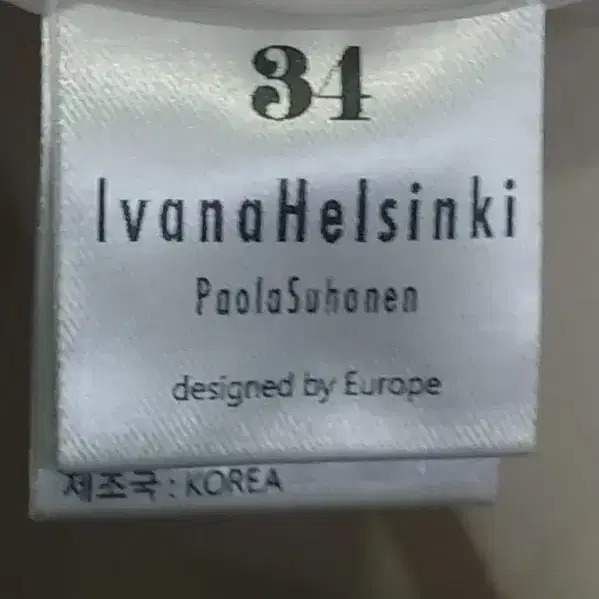 34
IvanaHelsinki
PaolaSuhonen
designed by Europe
제조국 : KOREA